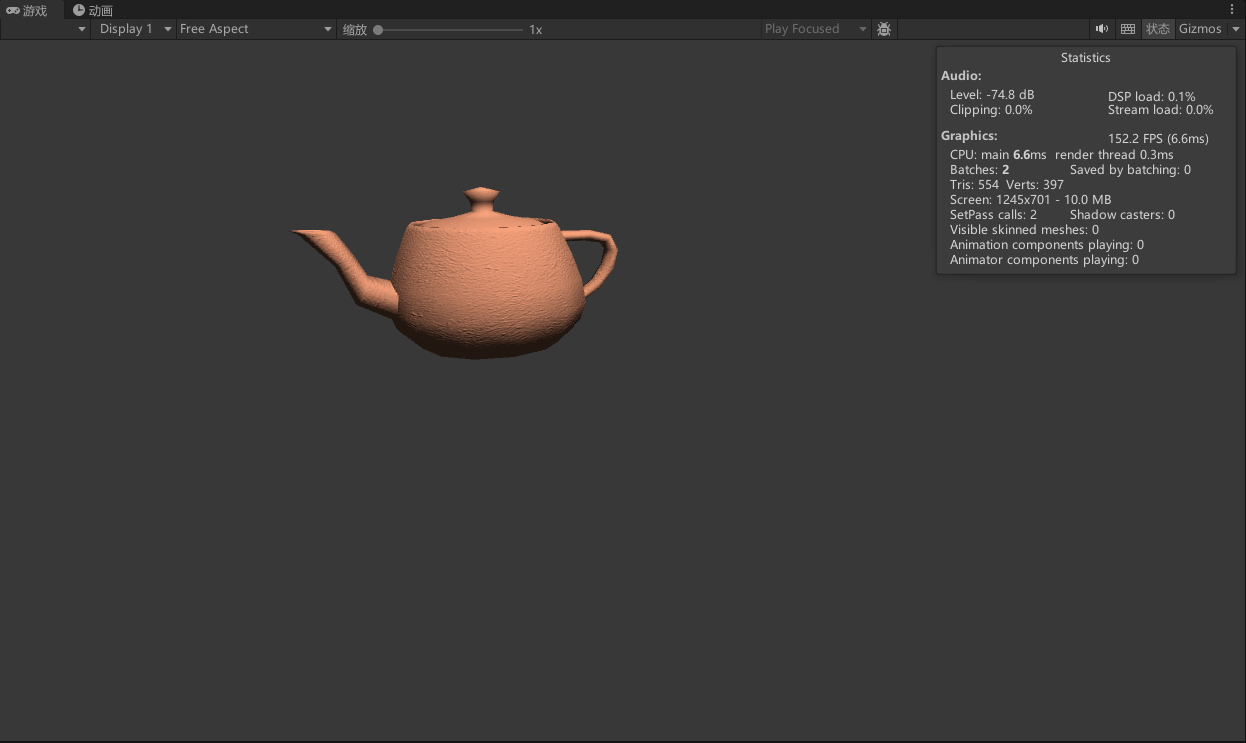 游戏 动画
Display 1 Free Aspect 缩放 1x Play Focused 状态 Gizmos
Statistics
Audio:
Level: -74.8 dB DSP load: 0.1%
Clipping: 0.0% Stream load: 0.0%
Graphics: 152.2 FPS (6.6ms)
CPU: main 6.6ms render thread 0.3ms
Batches: 2 Saved by batching: 0
Tris: 554 Verts: 397
Screen: 1245x701 - 10.0 MB
SetPass calls: 2 Shadow casters: 0
Visible skinned meshes: 0
Animation components playing: 0
Animator components playing: 0